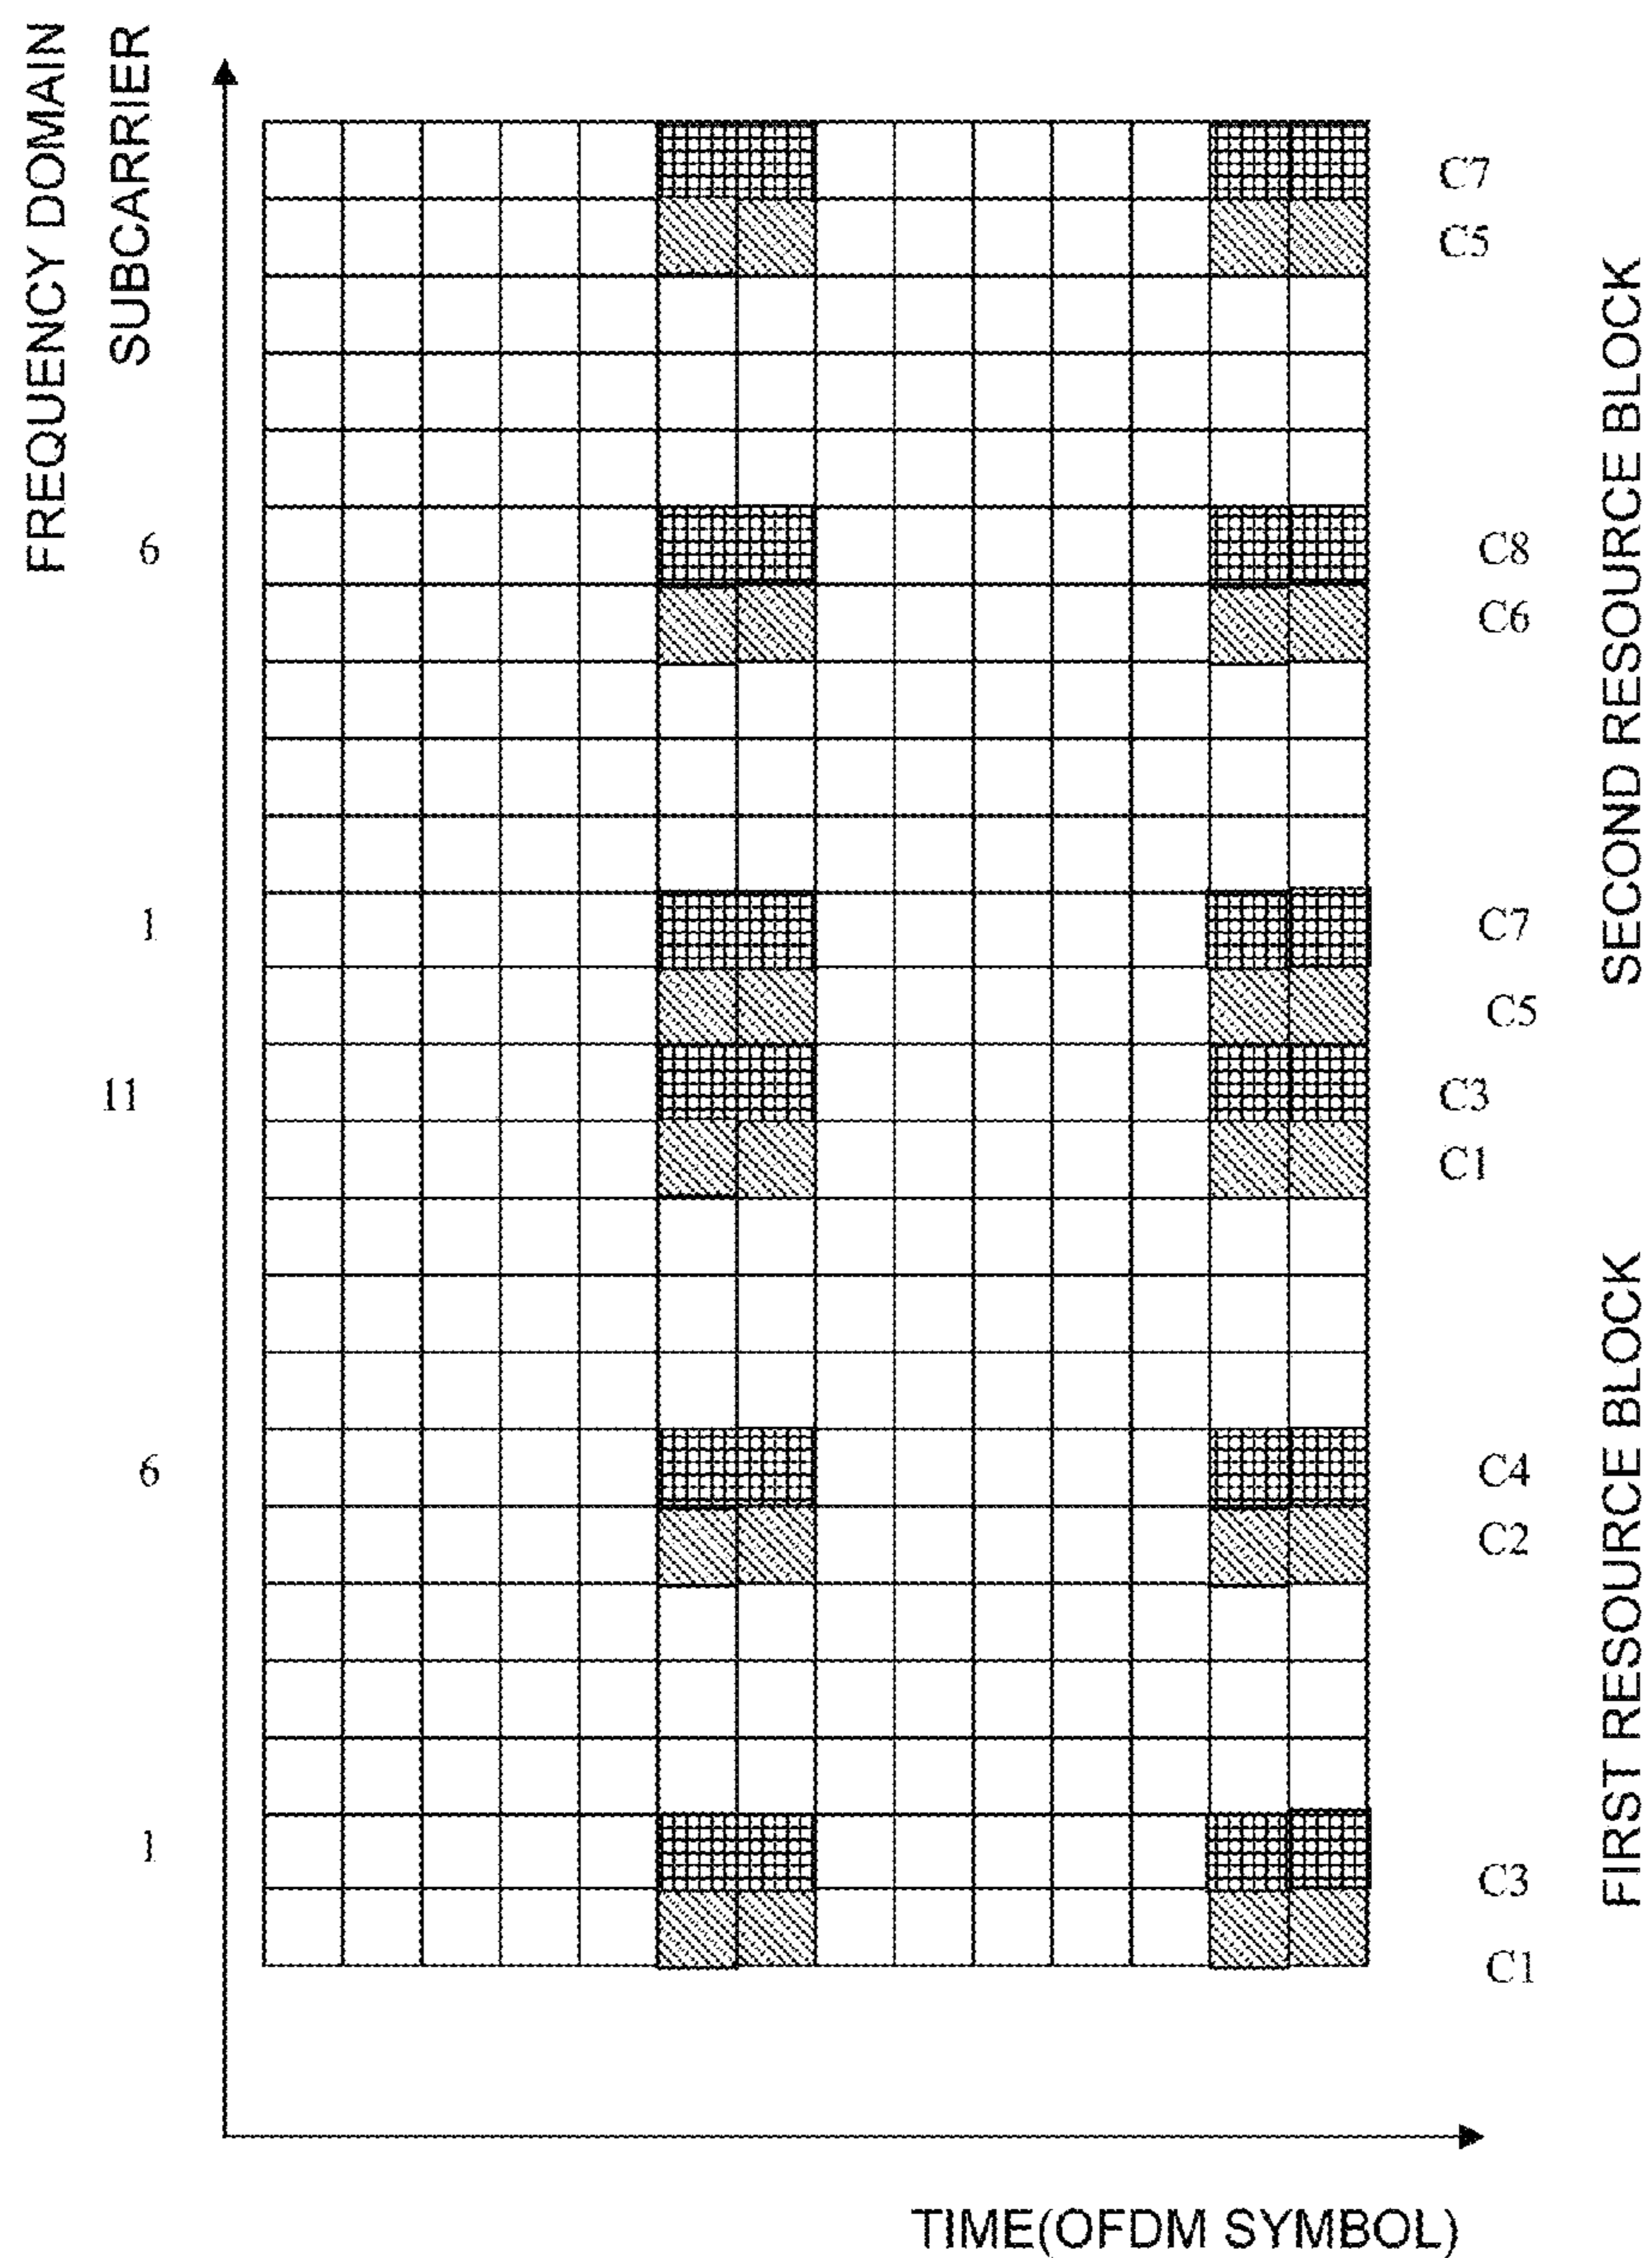 FREQUENCY DOMAIN
SUBCARRIER
C7
C5
6
C8
C6
1
C7
C5
11
C3
C1
6
C4
C2
1
C3
C1
SECOND RESOURCE BLOCK
FIRST RESOURCE BLOCK
TIME(OFDM SYMBOL)